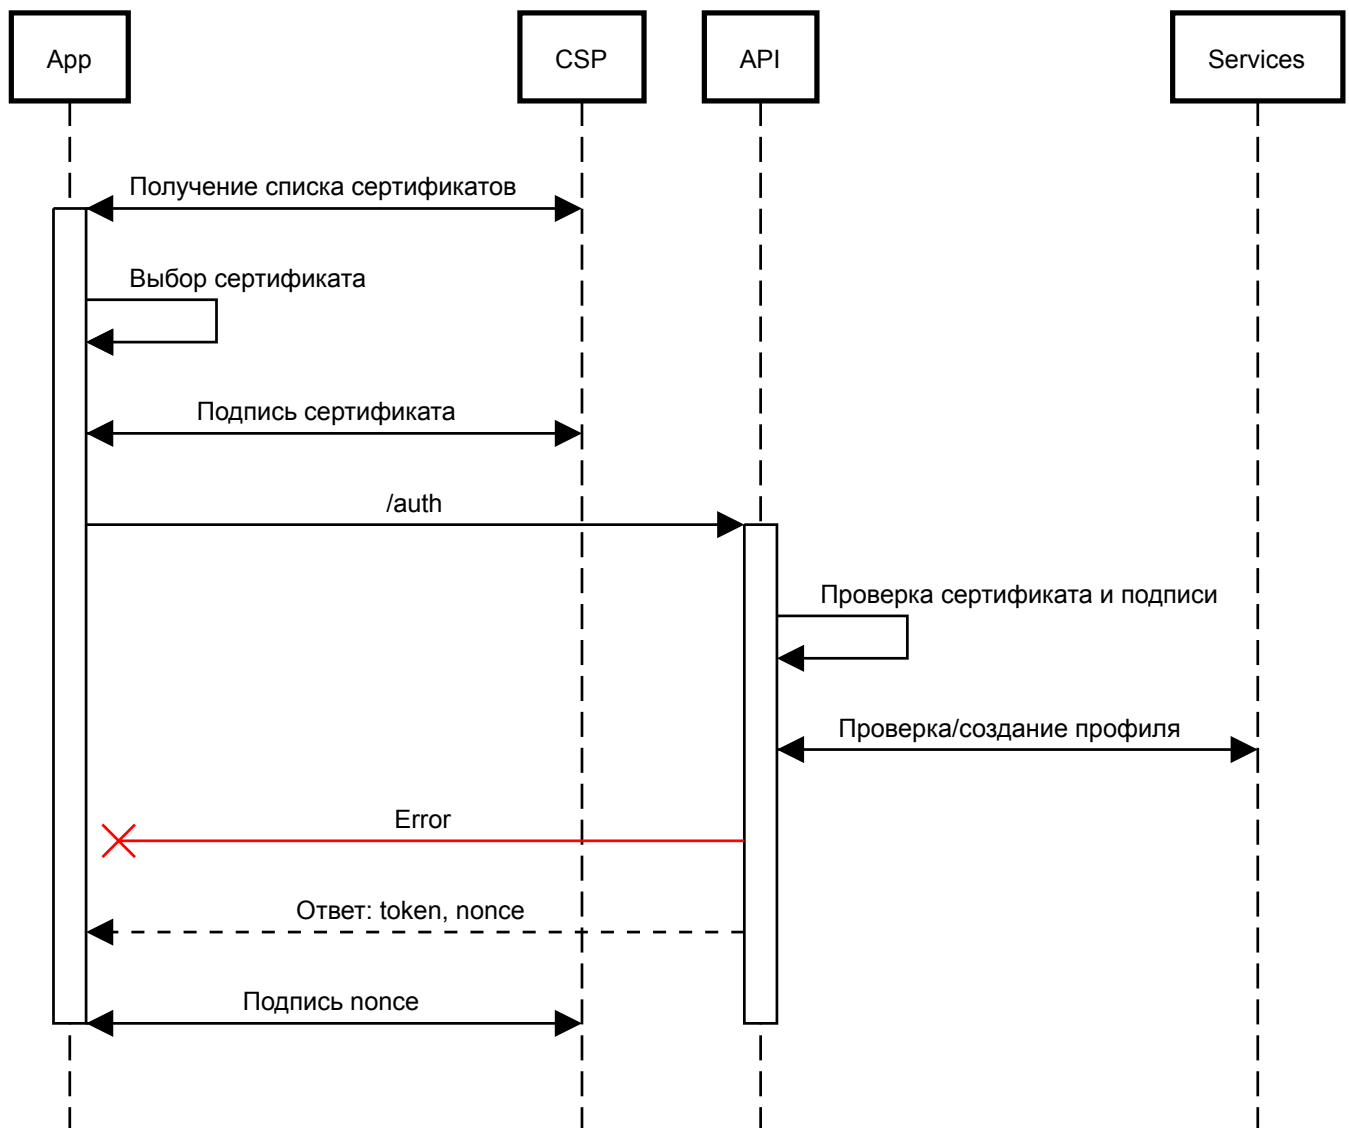 App
CSP
API
Services
Получение списка сертификатов
Выбор сертификата
Подпись сертификата
/auth
Проверка сертификата и подписи
Проверка/создание профиля
Error
Ответ: token, nonce
Подпись nonce